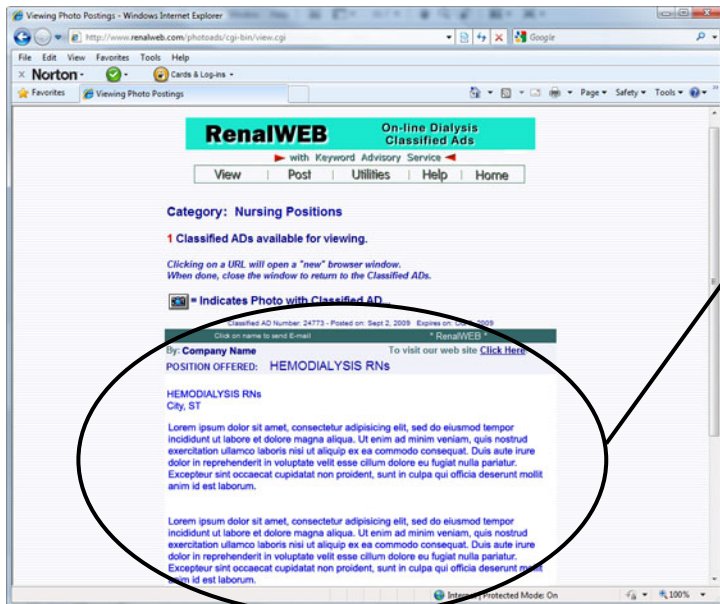 Viewing Photo Postings - Windows Internet Explorer
http://www.renalweb.com/photoads/cgi-bin/view.cgi
Google
File Edit View Favorites Tools Help
× Norton Cards & Log-ins
Favorites Viewing Photo Postings Page Safety Tools
RenalWEB On-line Dialysis
Classified Ads
with Keyword Advisory Service
View | Post | Utilities | Help | Home
Category: Nursing Positions
1 Classified ADs available for viewing.
Clicking on a URL will open a "new" browser window.
When done, close the window to return to the Classified ADs.
= Indicates Photo with Classified AD...
Classified AD Number: 24773 - Posted on: Sept 2, 2009 Expires on: 2009
Click on name to send E-mail * RenalWEB *
By: Company Name To visit our web site Click Here
POSITION OFFERED: HEMODIALYSIS RNs
HEMODIALYSIS RNs
City, ST
Lorem ipsum dolor sit amet, consectetur adipisicing elit, sed do eiusmod tempor
incididunt ut labore et dolore magna aliqua. Ut enim ad minim veniam, quis nostrud
exercitation ullamco laboris nisi ut aliquip ex ea commodo consequat. Duis aute irure
dolor in reprehenderit in voluptate velit esse cillum dolore eu fugiat nulla pariatur.
Excepteur sint occaecat cupidatat non proident, sunt in culpa qui officia deserunt mollit
anim id est laborum.
Lorem ipsum dolor sit amet, consectetur adipisicing elit, sed do eiusmod tempor
incididunt ut labore et dolore magna aliqua. Ut enim ad minim veniam, quis nostrud
exercitation ullamco laboris nisi ut aliquip ex ea commodo consequat. Duis aute irure
dolor in reprehenderit in voluptate velit esse cillum dolore eu fugiat nulla pariatur.
Excepteur sint occaecat cupidatat non proident, sunt in culpa qui officia deserunt mollit
anim id est laborum.
Internet | Protected Mode: On 100%